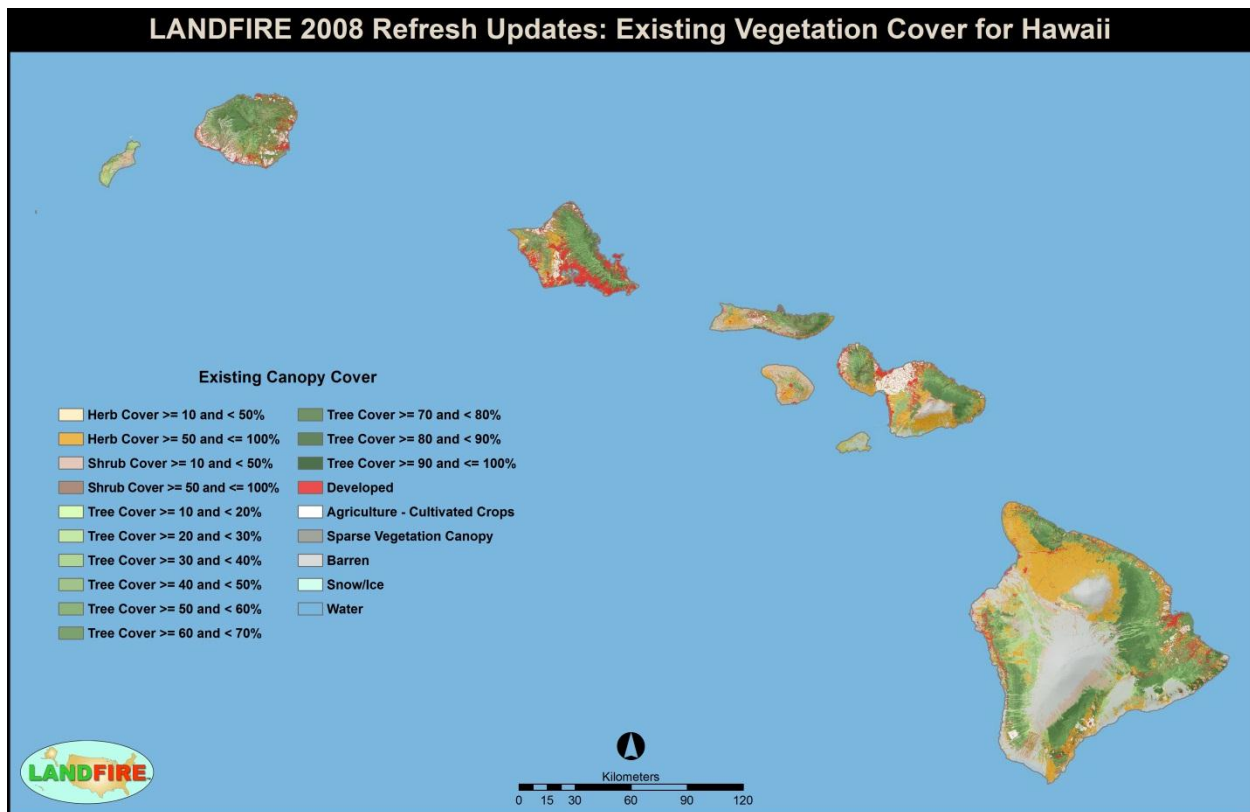 LANDFIRE 2008 Refresh Updates: Existing Vegetation Cover for Hawaii
Existing Canopy Cover
Herb Cover >= 10 and < 50%
Herb Cover >= 50 and <= 100%
Shrub Cover >= 10 and < 50%
Shrub Cover >= 50 and <= 100%
Tree Cover >= 10 and < 20%
Tree Cover >= 20 and < 30%
Tree Cover >= 30 and < 40%
Tree Cover >= 40 and < 50%
Tree Cover >= 50 and < 60%
Tree Cover >= 60 and < 70%
Tree Cover >= 70 and < 80%
Tree Cover >= 80 and < 90%
Tree Cover >= 90 and <= 100%
Developed
Agriculture - Cultivated Crops
Sparse Vegetation Canopy
Barren
Snow/Ice
Water
LANDFIRE
Kilometers
0 15 30 60 90 120